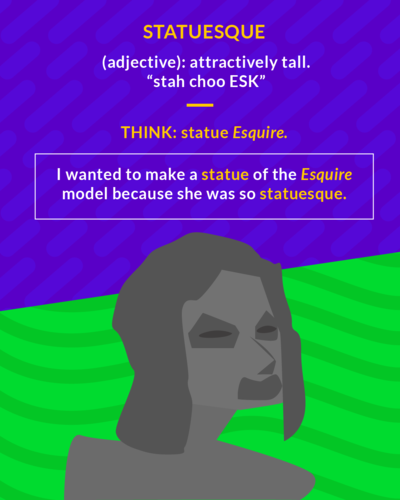 STATUESQUE
(adjective): attractively tall.
“stah choo ESK”
THINK: statue Esquire.
I wanted to make a statue of the Esquire
model because she was so statuesque.